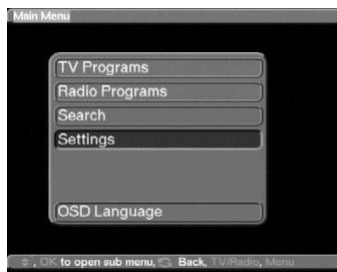 Main Menu
TV Programs
Radio Programs
Search
Settings
OSD Language
, OK to open sub menu, Back, TV/Radio, Menu